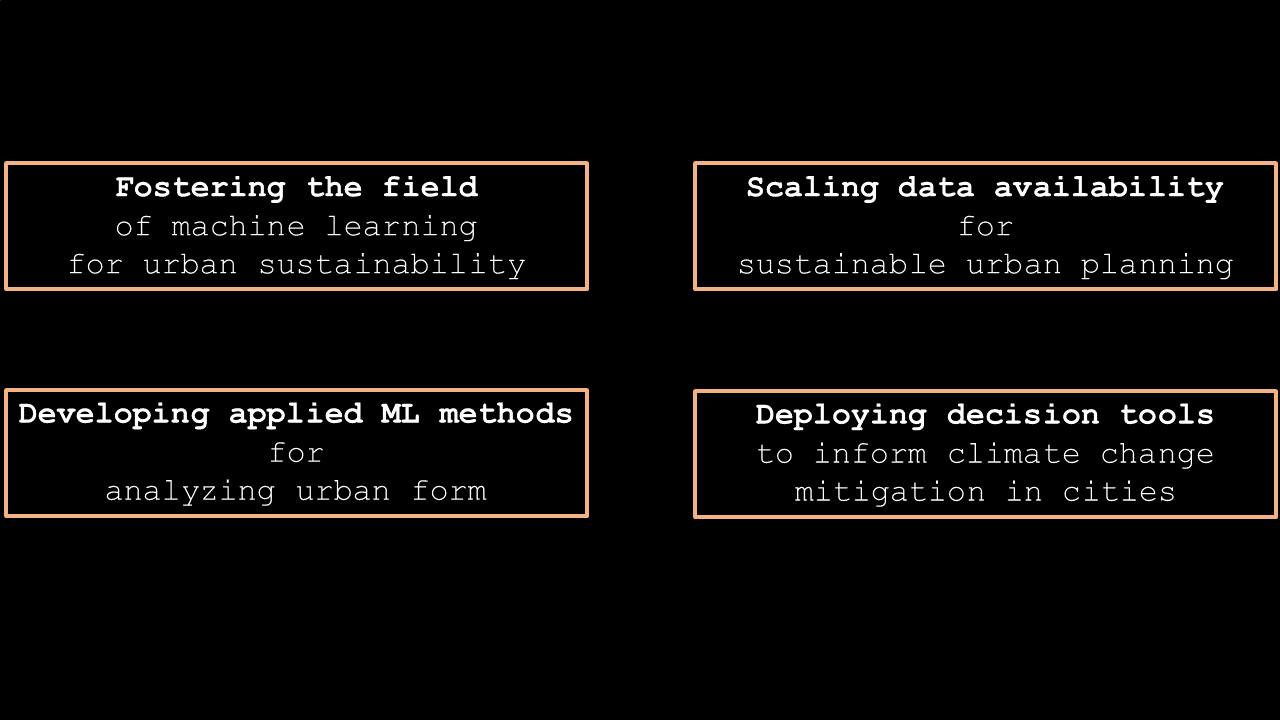 Fostering the field
of machine learning
for urban sustainability
Scaling data availability
for
sustainable urban planning
Developing applied ML methods
for
analyzing urban form
Deploying decision tools
to inform climate change
mitigation in cities